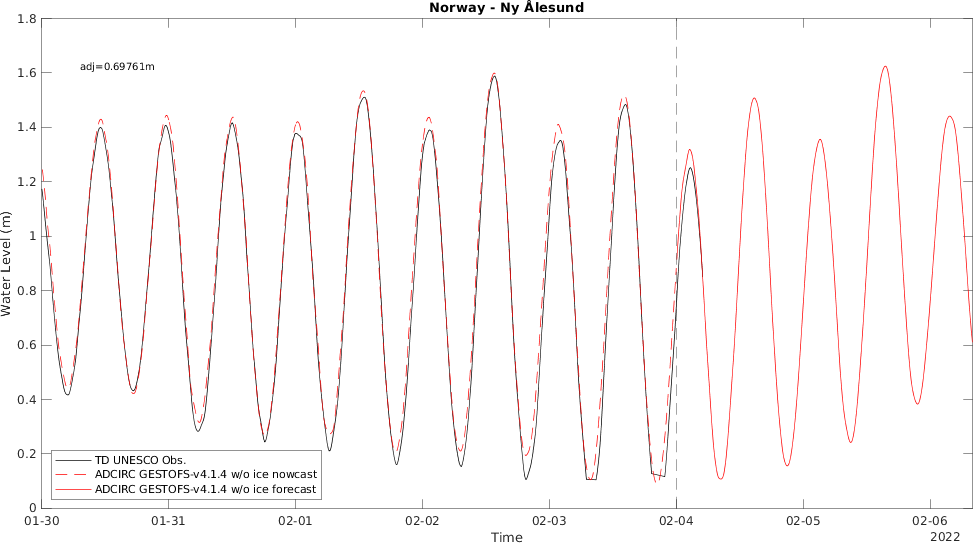 Norway - Ny Ålesund
1.8
1.6
1.4
1.2
1
0.8
0.6
0.4
0.2
0
Water Level (m)
adj=0.69761m
TD UNESCO Obs.
ADCIRC GESTOFS-v4.1.4 w/o ice nowcast
ADCIRC GESTOFS-v4.1.4 w/o ice forecast
01-30 01-31 02-01 02-02 02-03 02-04 02-05 02-06
Time
2022